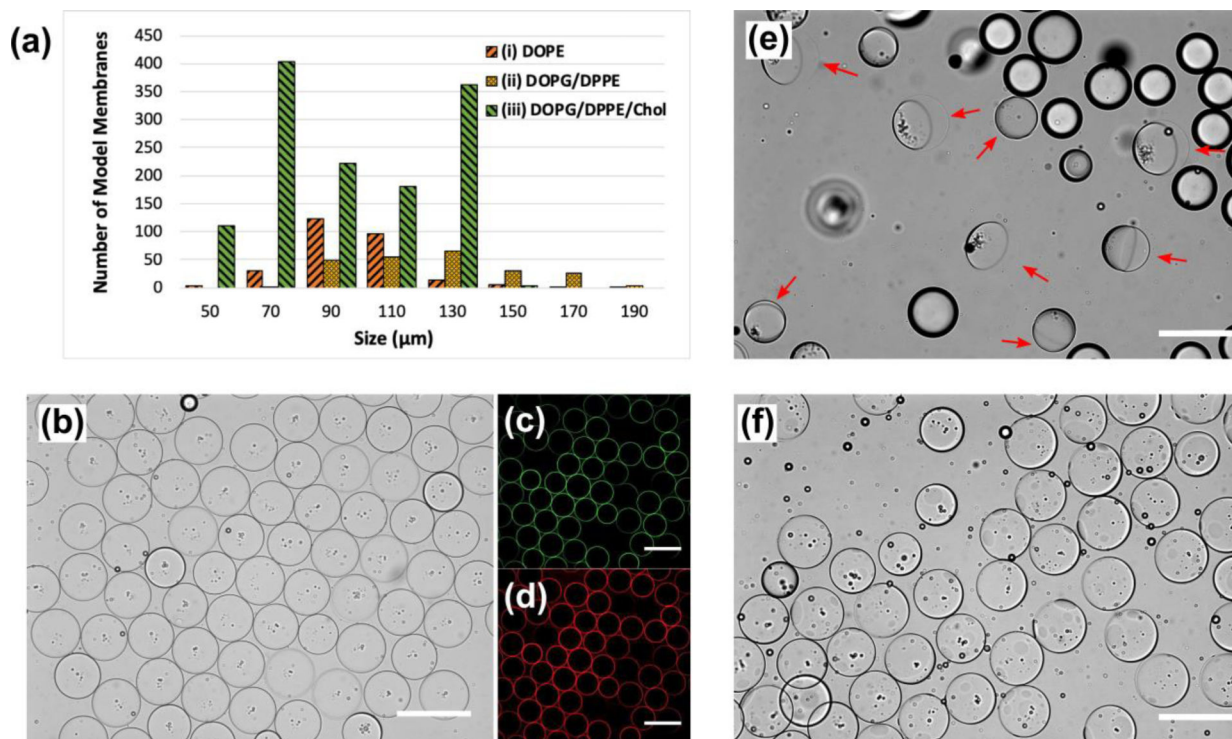 (a)
450
400
350
300
250
200
150
100
50
0
Number of Model Membranes
(i) DOPE
(ii) DOPG/DPPE
(iii) DOPG/DPPE/Chol
50 70 90 110 130 150 170 190
Size (µm)
(e)
(b)
(c)
(d)
(f)